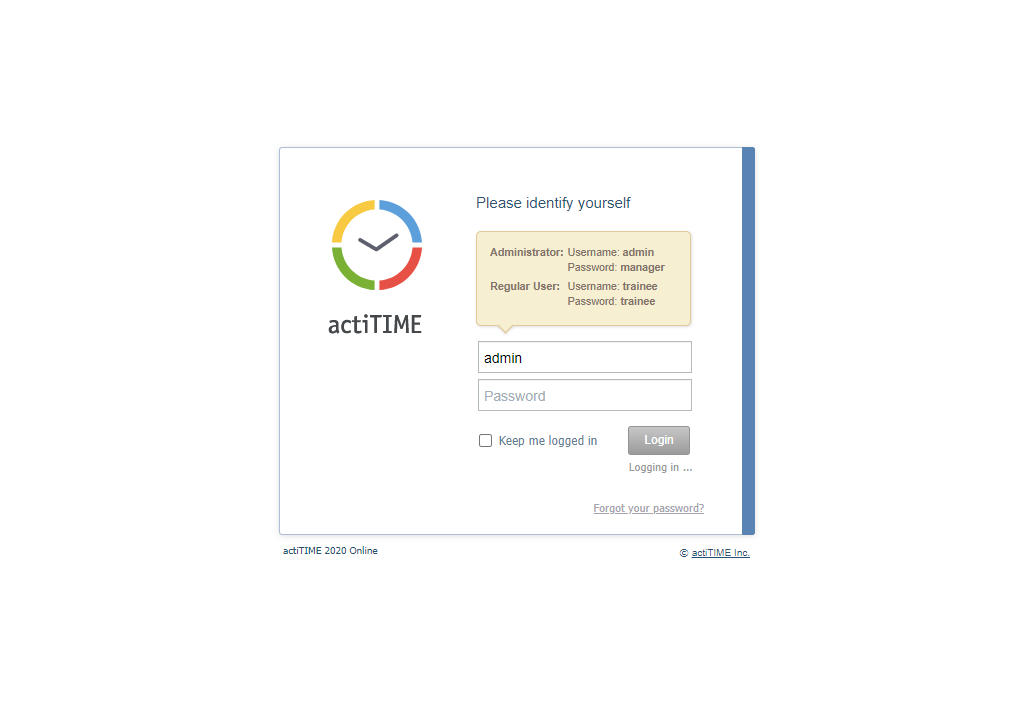 Please identify yourself
Administrator: Username: admin
Password: manager
Regular User: Username: trainee
Password: trainee
actiTIME
admin
Password
Keep me logged in
Login
Logging in ...
Forgot your password?
actiTIME 2020 Online
© actiTIME Inc.